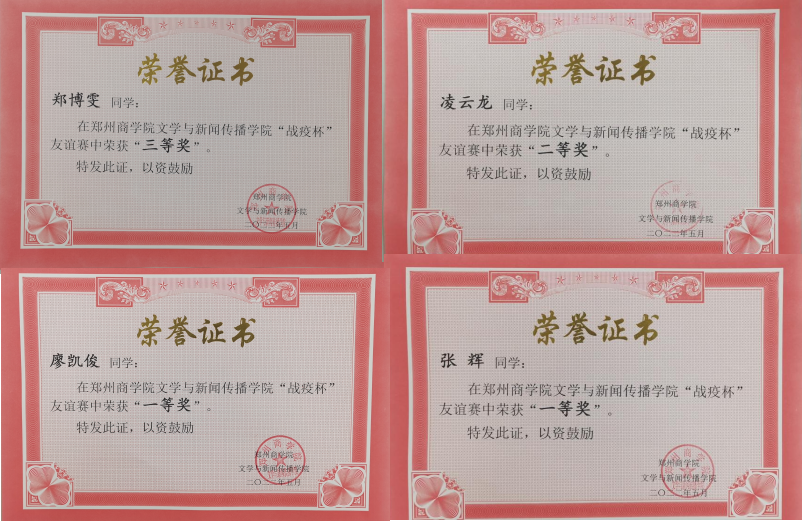 荣誉证书
郑博雯 同学：
在郑州商学院文学与新闻传播学院“战疫杯”
友谊赛中荣获“三等奖”。
特发此证，以资鼓励
郑州商学院
文学与新闻传播学院
二〇二二年五月
荣誉证书
凌云龙 同学：
在郑州商学院文学与新闻传播学院“战疫杯”
友谊赛中荣获“二等奖”。
特发此证，以资鼓励
郑州商学院
文学与新闻传播学院
二〇二二年五月
荣誉证书
廖凯俊 同学：
在郑州商学院文学与新闻传播学院“战疫杯”
友谊赛中荣获“一等奖”。
特发此证，以资鼓励
郑州商学院
文学与新闻传播学院
二〇二二年五月
荣誉证书
张 辉 同学：
在郑州商学院文学与新闻传播学院“战疫杯”
友谊赛中荣获“一等奖”。
特发此证，以资鼓励
郑州商学院
文学与新闻传播学院
二〇二二年五月